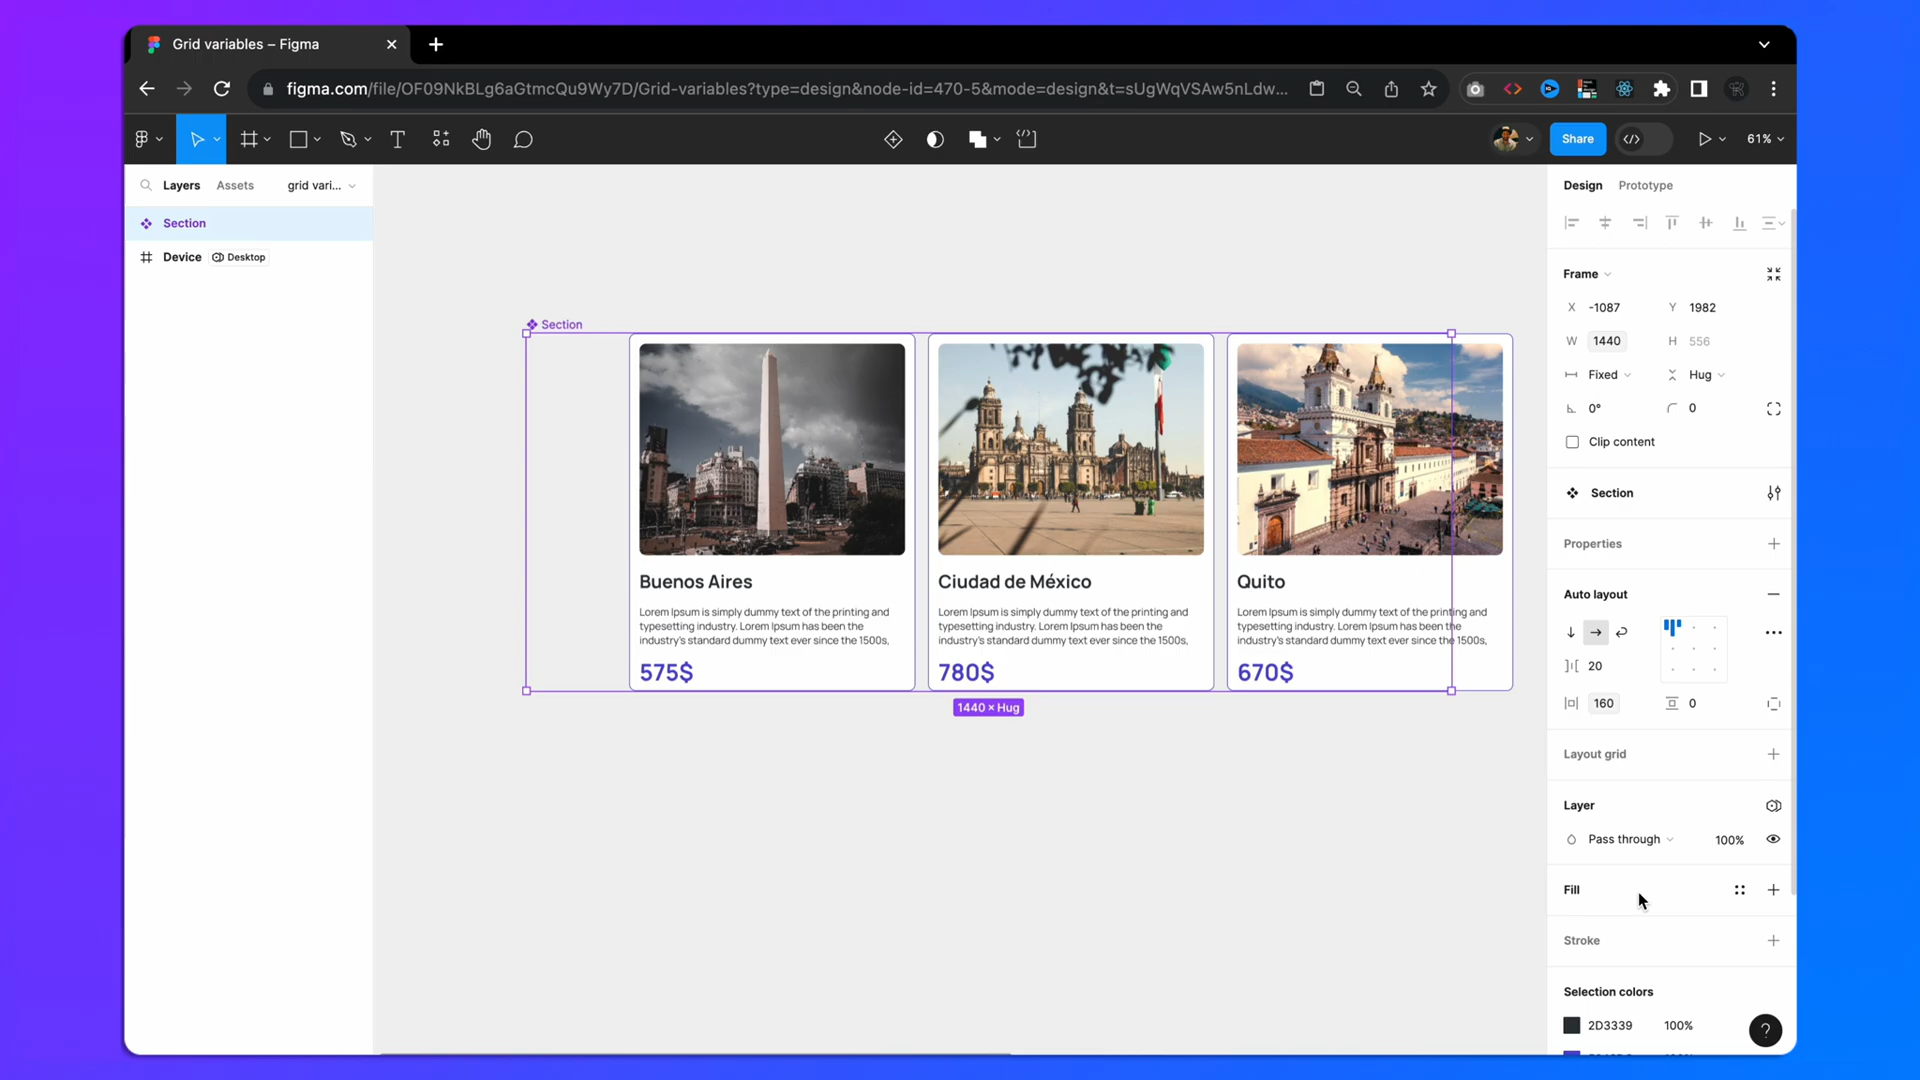 Grid variables – Figma
figma.com/file/OF09NkBLg6aGtmcQu9Wy7D/Grid-variables?type=design&node-id=470-5&mode=design&t=sUgWqVSAw5nLdw...
Share
61%
Layers
Assets
grid vari...
Section
Device
Desktop
Section
Buenos Aires
Lorem Ipsum is simply dummy text of the printing and
typesetting industry. Lorem Ipsum has been the
industry's standard dummy text ever since the 1500s,
575$
Ciudad de México
Lorem Ipsum is simply dummy text of the printing and
typesetting industry. Lorem Ipsum has been the
industry's standard dummy text ever since the 1500s,
780$
Quito
Lorem Ipsum is simply dummy text of the printing and
typesetting industry. Lorem Ipsum has been the
industry's standard dummy text ever since the 1500s,
670$
1440 × Hug
Design
Prototype
Frame
X -1087
Y 1982
W 1440
H 556
Fixed
Hug
0°
0
Clip content
Section
Properties
Auto layout
20
160
0
Layout grid
Layer
Pass through
100%
Fill
Stroke
Selection colors
2D3339
100%
?